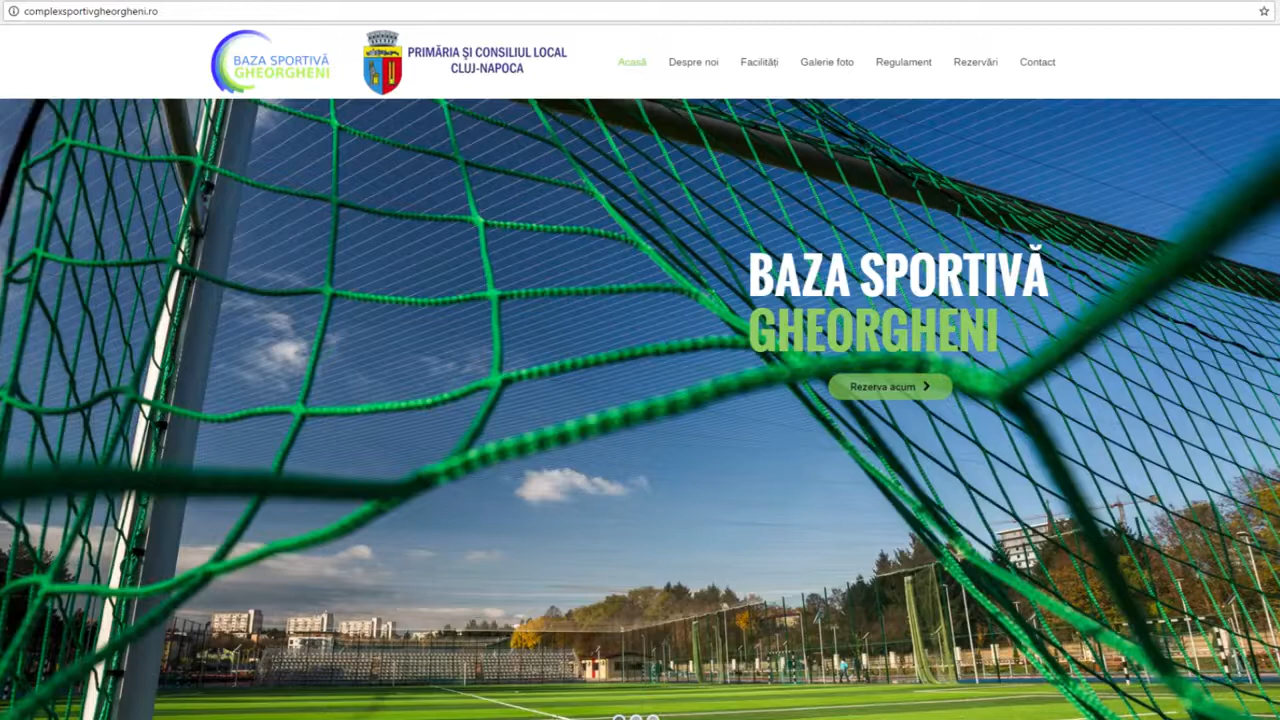 complexsportivgheorgheni.ro
BAZA SPORTIVĂ
GHEORGHENI
PRIMĂRIA ŞI CONSILIUL LOCAL
CLUJ-NAPOCA
Acasă Despre noi Facilități Galerie foto Regulament Rezervări Contact
BAZA SPORTIVĂ
GHEORGHENI
Rezerva acum